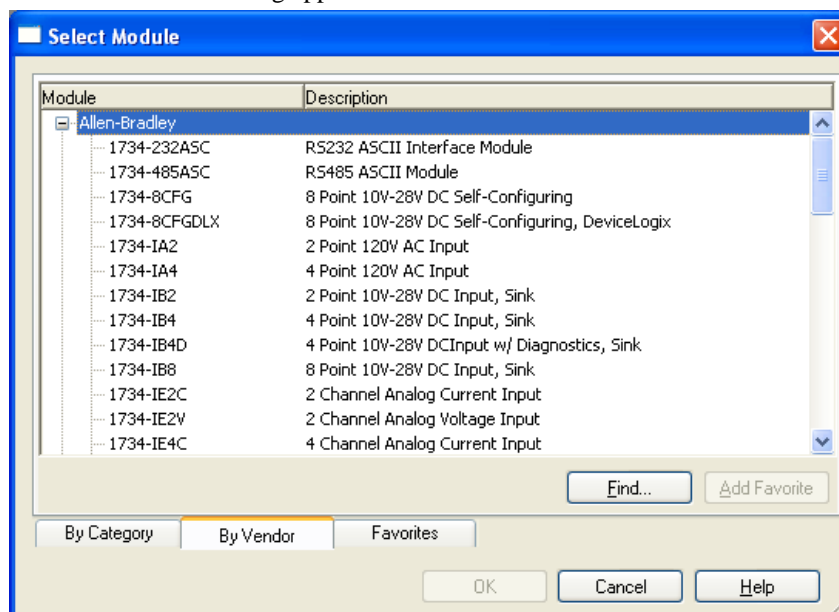 Select Module
Module Description
Allen-Bradley
1734-232ASC RS232 ASCII Interface Module
1734-485ASC RS485 ASCII Module
1734-8CFG 8 Point 10V-28V DC Self-Configuring
1734-8CFGDLX 8 Point 10V-28V DC Self-Configuring, DeviceLogix
1734-IA2 2 Point 120V AC Input
1734-IA4 4 Point 120V AC Input
1734-IB2 2 Point 10V-28V DC Input, Sink
1734-IB4 4 Point 10V-28V DC Input, Sink
1734-IB4D 4 Point 10V-28V DCInput w/ Diagnostics, Sink
1734-IB8 8 Point 10V-28V DC Input, Sink
1734-IE2C 2 Channel Analog Current Input
1734-IE2V 2 Channel Analog Voltage Input
1734-IE4C 4 Channel Analog Current Input
Find... Add Favorite
By Category By Vendor Favorites
OK Cancel Help